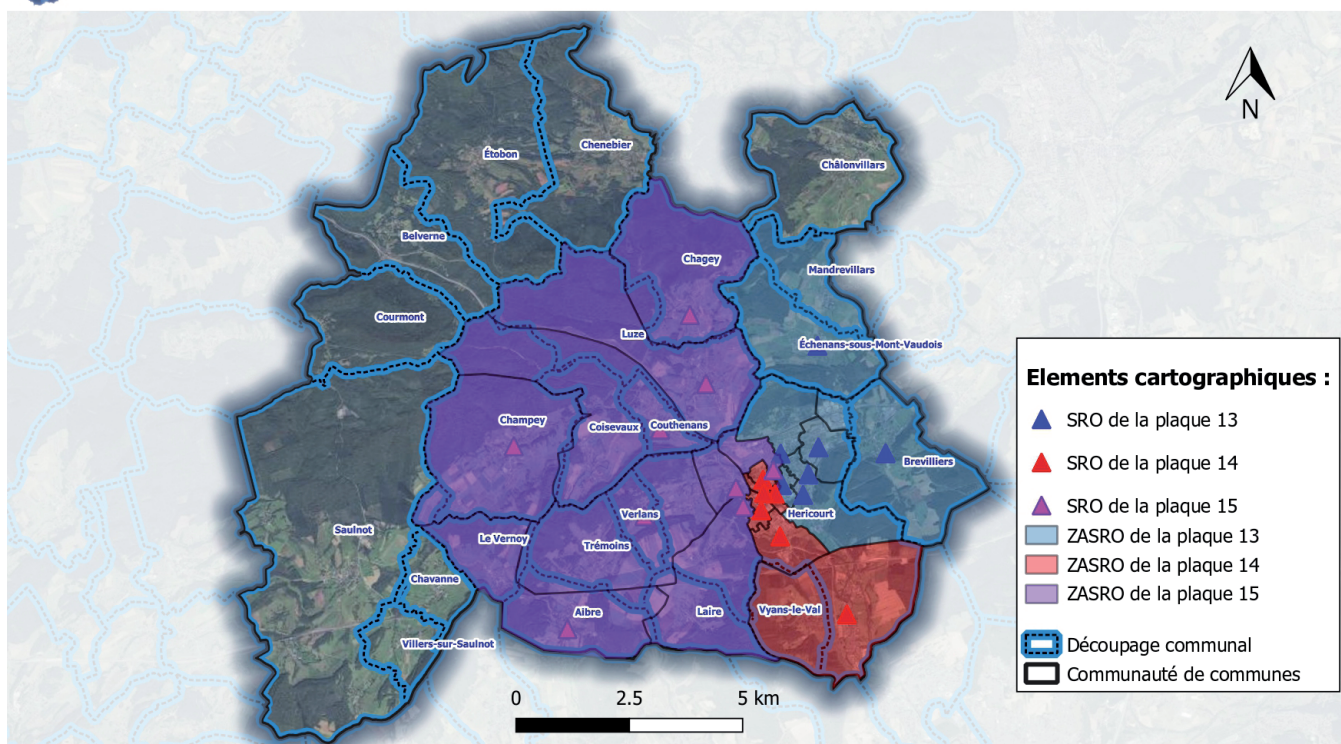 Étobon
Chenebier
Châlonvillars
Belverne
Chagey
Mandrevillars
Courmont
Luze
Échenans-sous-Mont-Vaudois
Champey
Coisevaux
Couthenans
Brevilliers
Hericourt
Verlans
Saulnot
Le Vernoy
Trémoins
Chavanne
Aibre
Laire
Vyans-le-Val
Villers-sur-Saulnot
N
0 2.5 5 km
Elements cartographiques :
SRO de la plaque 13
SRO de la plaque 14
SRO de la plaque 15
ZASRO de la plaque 13
ZASRO de la plaque 14
ZASRO de la plaque 15
Découpage communal
Communauté de communes